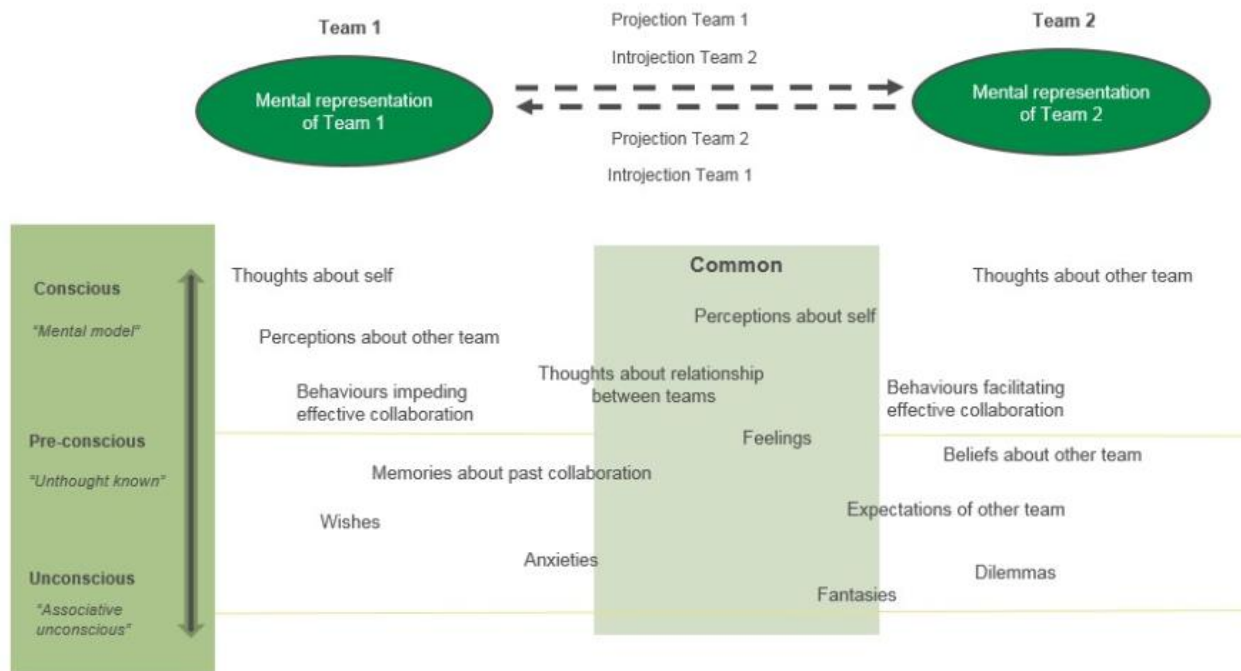 Team 1
Projection Team 1
Team 2
Introjection Team 2
Mental representation
of Team 1
Mental representation
of Team 2
Projection Team 2
Introjection Team 1
Common
Conscious
"Mental model"
Thoughts about self
Thoughts about other team
Perceptions about self
Perceptions about other team
Thoughts about relationship
between teams
Behaviours impeding
effective collaboration
Behaviours facilitating
effective collaboration
Pre-conscious
"Unthought known"
Feelings
Beliefs about other team
Memories about past collaboration
Wishes
Expectations of other team
Anxieties
Dilemmas
Unconscious
"Associative
unconscious"
Fantasies